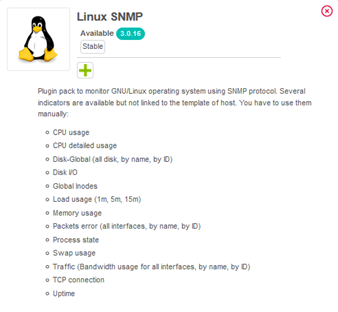 Linux SNMP
Available 3.0.16
Stable
Plugin pack to monitor GNU/Linux operating system using SNMP protocol. Several
indicators are available but not linked to the template of host. You have to use them
manually:
CPU usage
CPU detailed usage
Disk-Global (all disk, by name, by ID)
Disk I/O
Global Inodes
Load usage (1m, 5m, 15m)
Memory usage
Packets error (all interfaces, by name, by ID)
Process state
Swap usage
Traffic (Bandwidth usage for all interfaces, by name, by ID)
TCP connection
Uptime